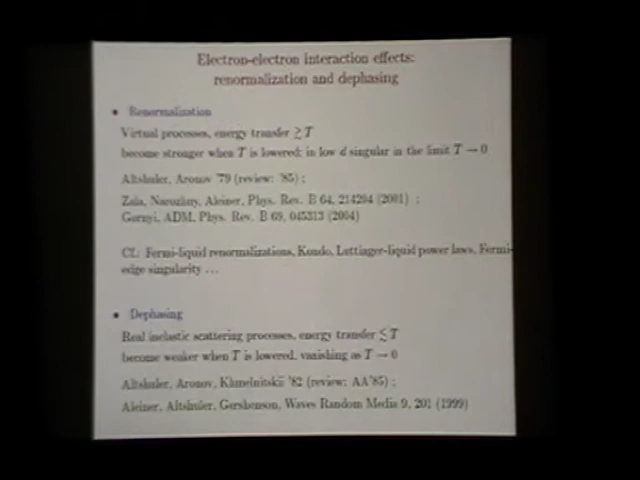 Electron-electron interaction effects:
renormalization and dephasing
• Renormalization
Virtual processes, energy transfer ≳ T
become stronger when T is lowered; in low d singular in the limit T → 0
Altshuler, Aronov '79 (review: '85) ;
Zala, Narozhny, Aleiner, Phys. Rev. B 64, 214204 (2001) ;
Gornyi, ADM, Phys. Rev. B 69, 045313 (2004)
Cf.: Fermi-liquid renormalizations, Kondo, Luttinger-liquid power laws, Fermi-
edge singularity ...
• Dephasing
Real inelastic scattering processes, energy transfer ≲ T
become weaker when T is lowered, vanishing as T → 0
Altshuler, Aronov, Khmelnitskii '82 (review: AA'85) ;
Aleiner, Altshuler, Gershenson, Waves Random Media 9, 201 (1999)